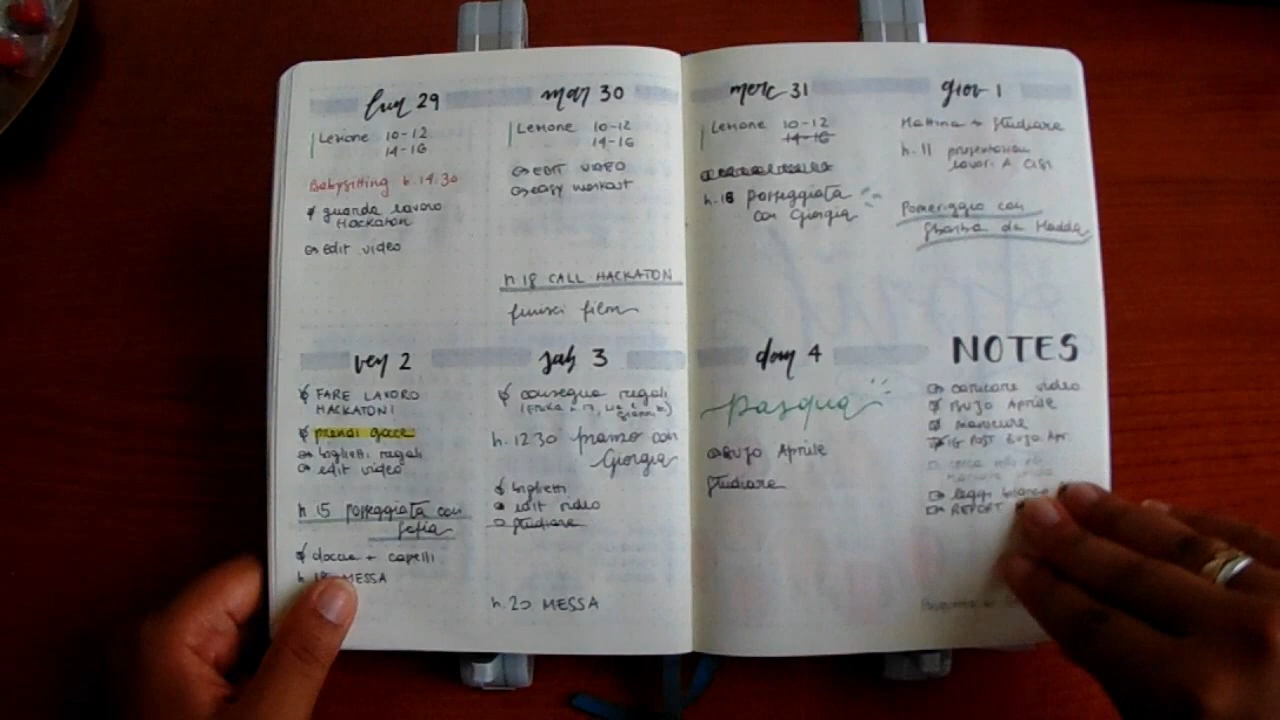 lun 29
Lezione 10-12
14-16
Babysitting h. 14.30
guarda lavoro
Hackaton
edit video
mar 30
Lezione 10-12
14-16
EDIT VIDEO
easy workout
h 18 CALL HACKATON
finisci film
merc 31
Lezione 10-12
14-16
h. 18 passeggiata
con Giorgia
giov 1
Mattina → studiare
h. 11 presentazioni
lavori A
Pomeriggio con
da Madda
ven 2
FARE LAVORO
HACKATON!
prendi
biglietti regali
edit video
h 15 passeggiata con
Sofia
doccia + capelli
MESSA
sab 3
consegna regali
h. 12.30 pranzo con
Giorgia
biglietti
edit video
studiare
h. 20 MESSA
dom 4
Pasqua
BUJO Aprile
Studiare
NOTES
caricare video
BUJO Aprile
manicure
IG POST BUJO Apr.
leggi
REPORT